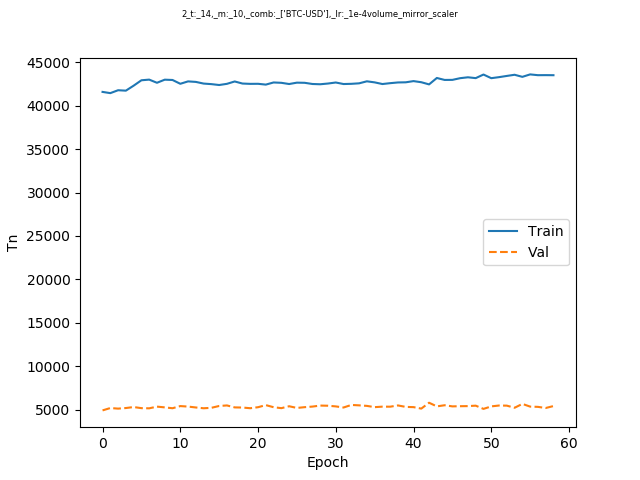 2_t:_14,_m:_10,_comb:_['BTC-USD'],_lr:_1e-4volume_mirror_scaler
45000
40000
35000
30000
25000
20000
15000
10000
5000
Tn
Train
Val
0 10 20 30 40 50 60
Epoch